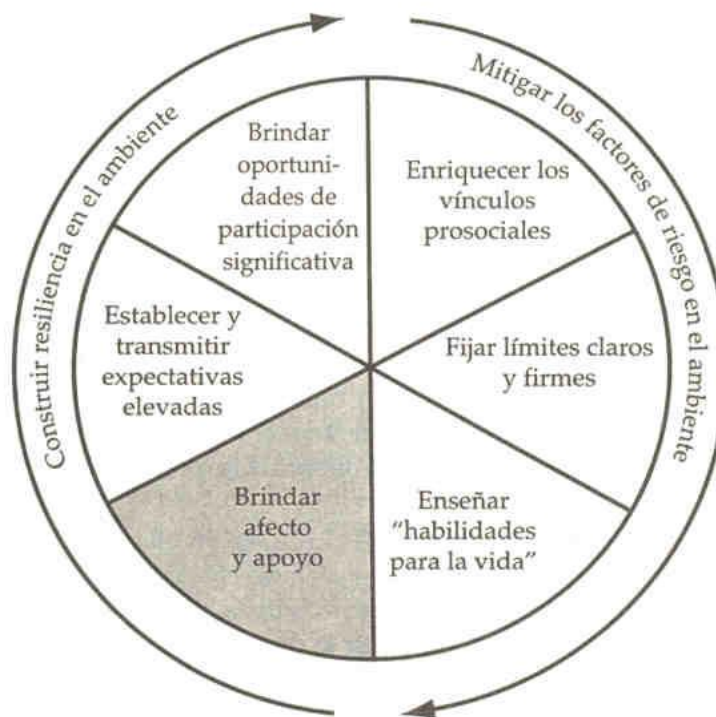 Construir resiliencia en el ambiente
Mitigar los factores de riesgo en el ambiente
Brindar
oportuni-
dades de
participación
significativa
Enriquecer los
vínculos
prosociales
Establecer y
transmitir
expectativas
elevadas
Fijar límites claros
y firmes
Brindar
afecto
y apoyo
Enseñar
"habilidades
para la vida"